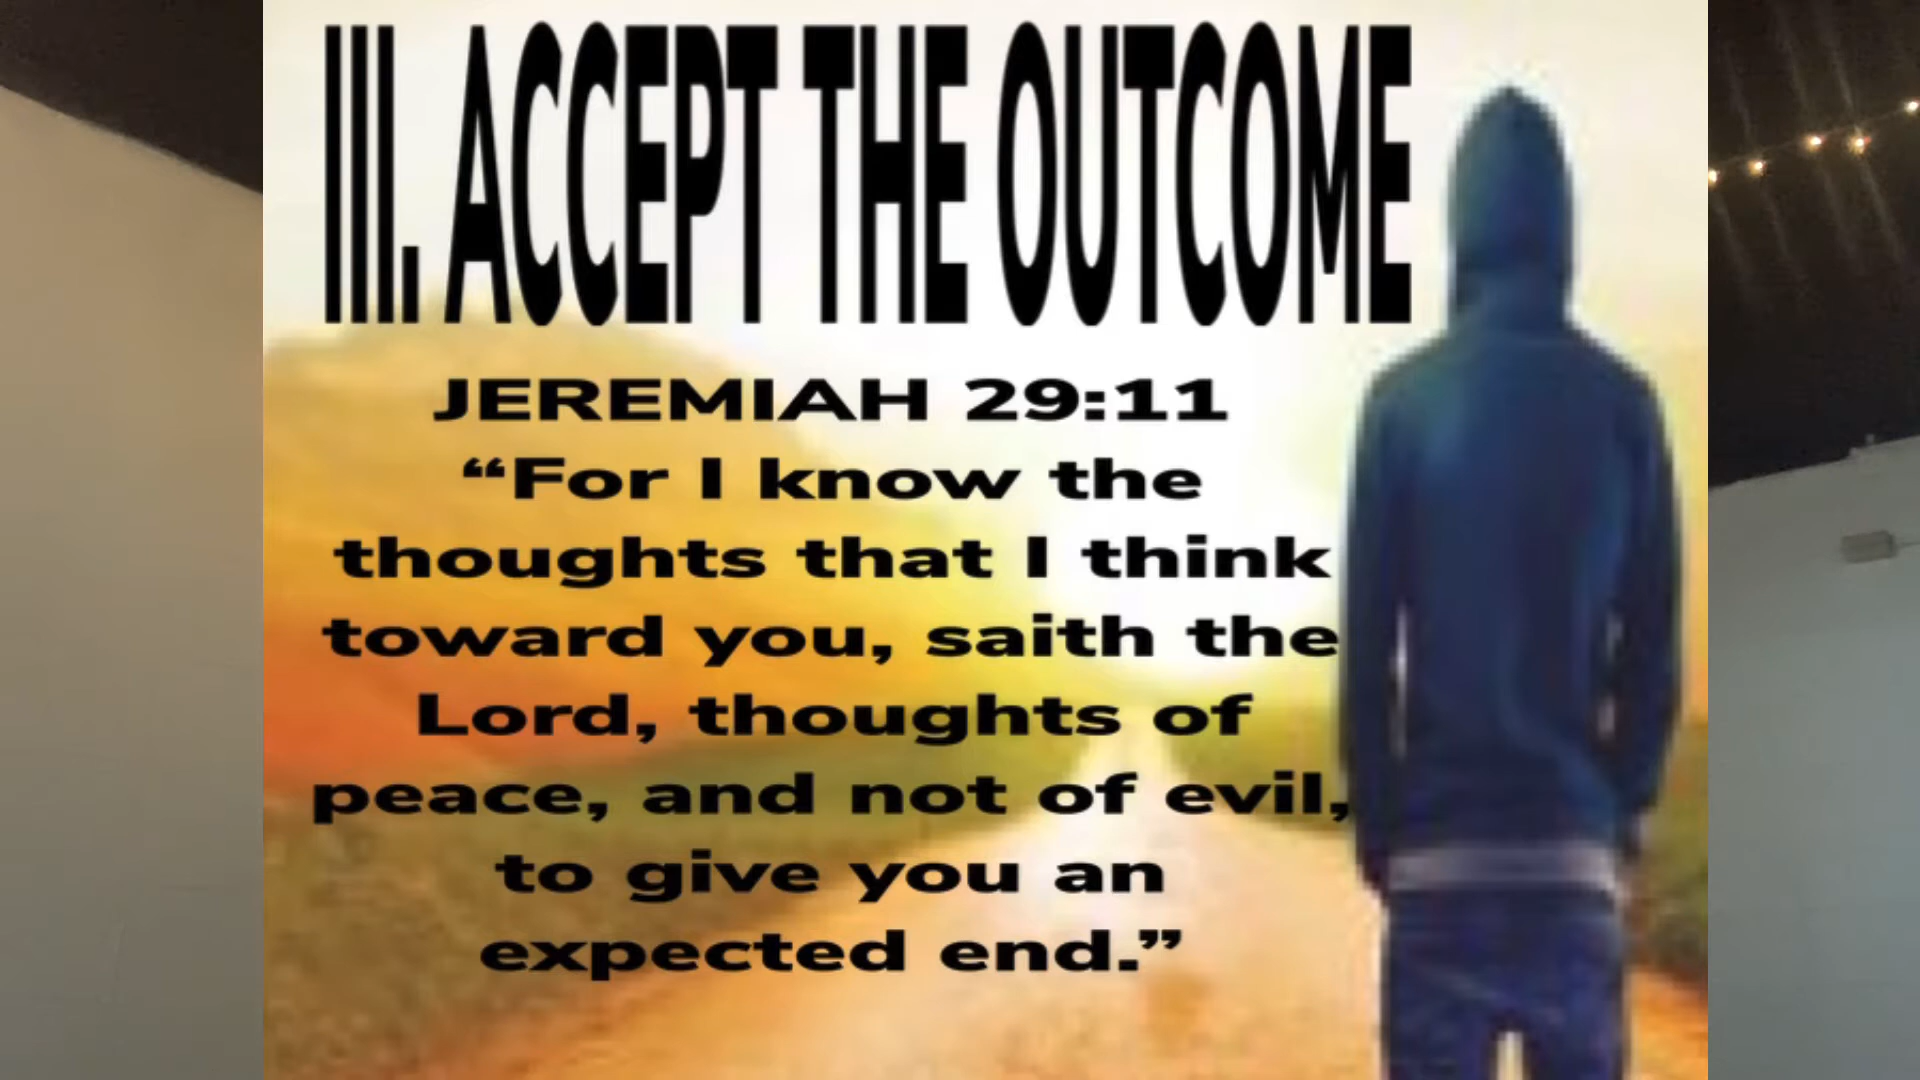 III. ACCEPT THE OUTCOME
JEREMIAH 29:11
“For I know the
thoughts that I think
toward you, saith the
Lord, thoughts of
peace, and not of evil,
to give you an
expected end.”